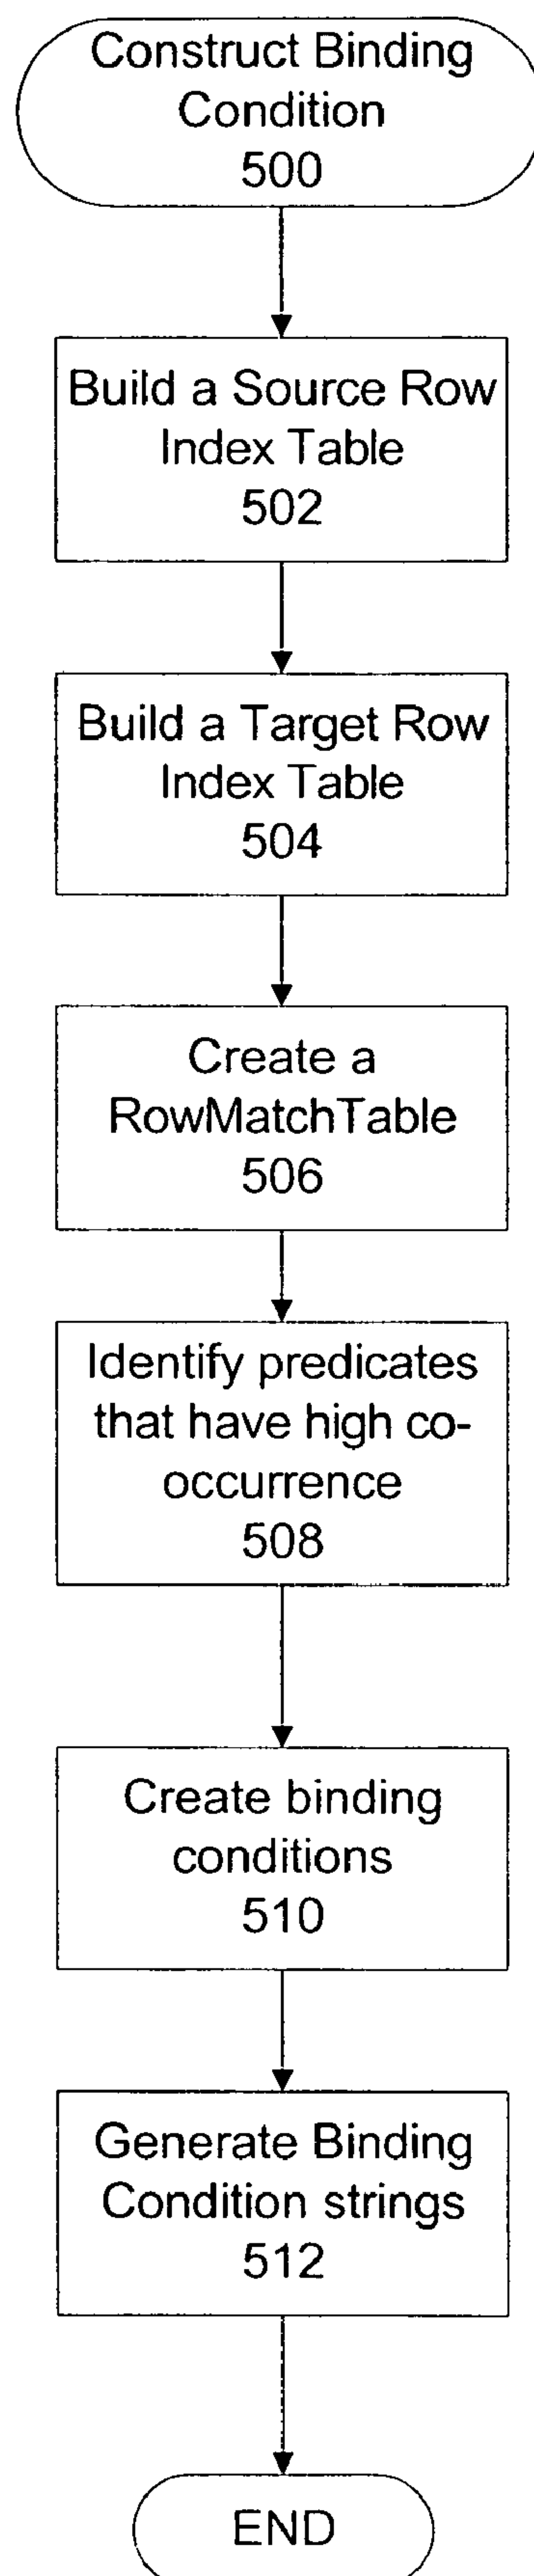 Construct Binding
Condition
500
Build a Source Row
Index Table
502
Build a Target Row
Index Table
504
Create a
RowMatchTable
506
Identify predicates
that have high co-
occurrence
508
Create binding
conditions
510
Generate Binding
Condition strings
512
END